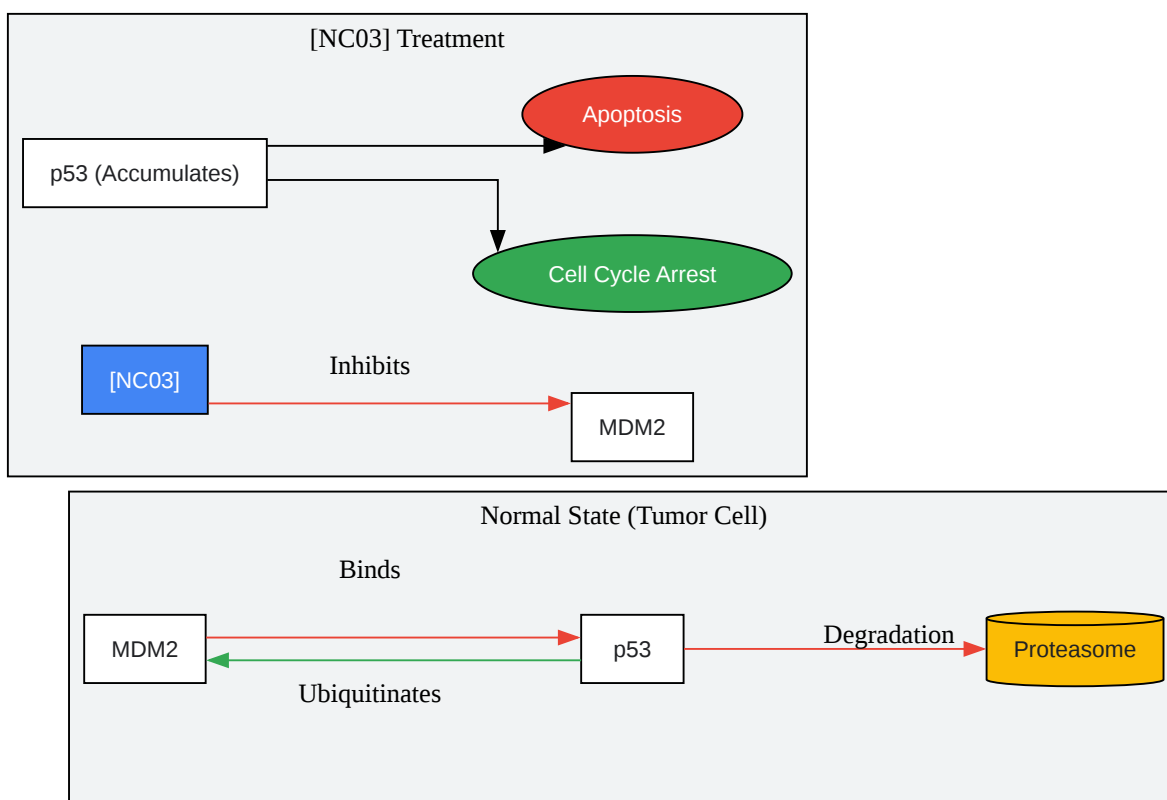 [NC03] Treatment
Apoptosis
p53 (Accumulates)
Cell Cycle Arrest
[NC03]
Inhibits
MDM2
Normal State (Tumor Cell)
Binds
MDM2
p53
Degradation
Proteasome
Ubiquitinates